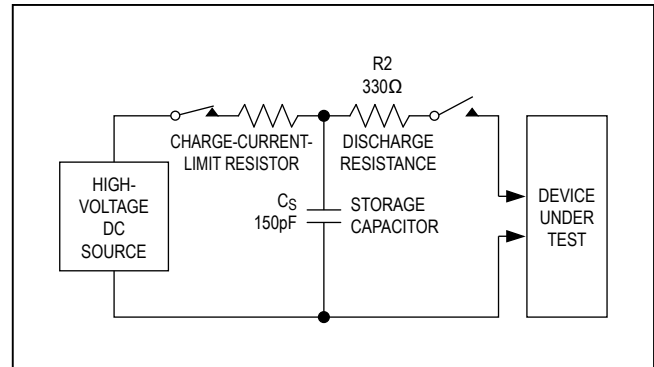 R2
330Ω
CHARGE-CURRENT-
LIMIT RESISTOR
DISCHARGE
RESISTANCE
HIGH-
VOLTAGE
DC
SOURCE
CS
150pF
STORAGE
CAPACITOR
DEVICE
UNDER
TEST